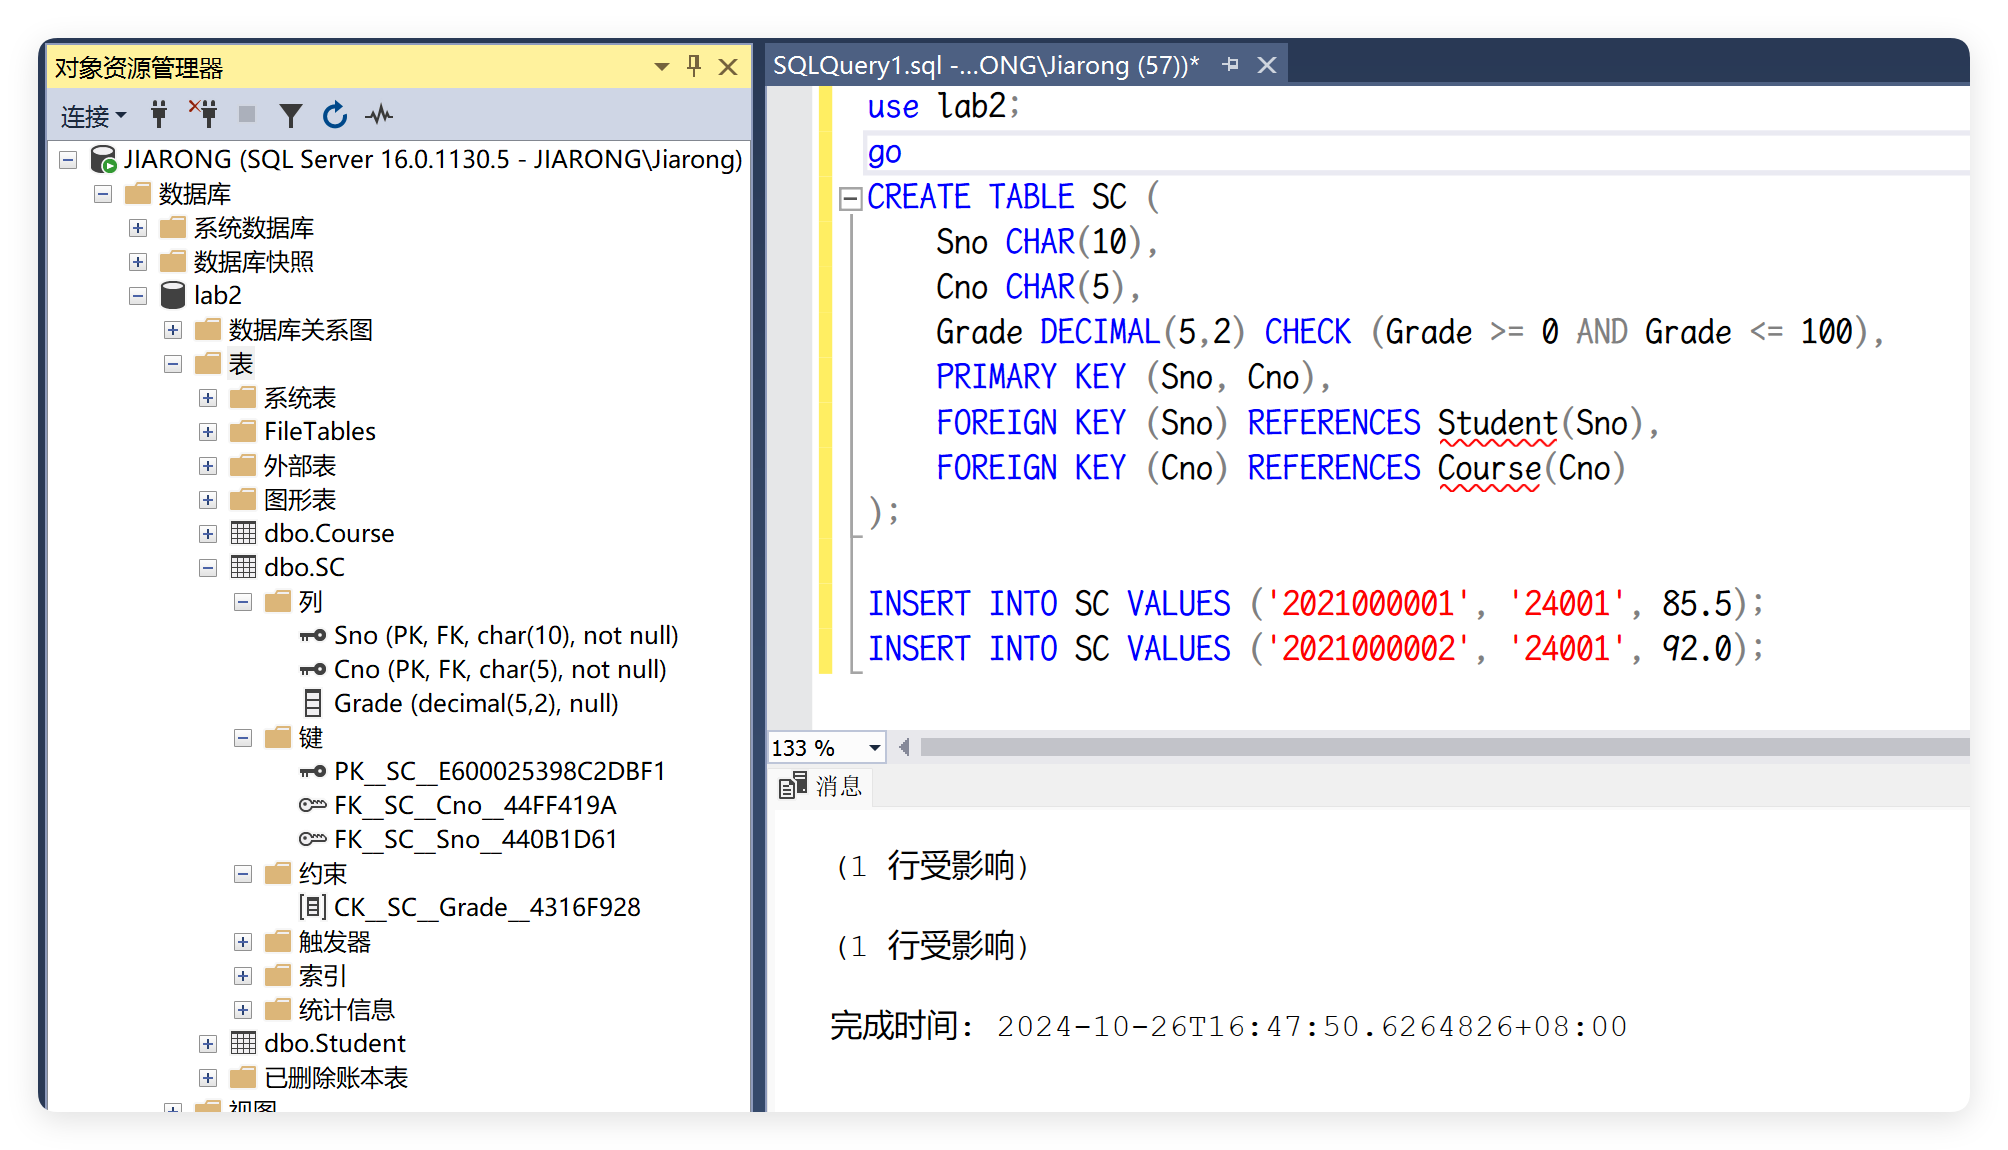 对象资源管理器
连接
JIARONG (SQL Server 16.0.1130.5 - JIARONG\Jiarong)
数据库
系统数据库
数据库快照
lab2
数据库关系图
表
系统表
FileTables
外部表
图形表
dbo.Course
dbo.SC
列
Sno (PK, FK, char(10), not null)
Cno (PK, FK, char(5), not null)
Grade (decimal(5,2), null)
键
PK__SC__E600025398C2DBF1
FK__SC__Cno__44FF419A
FK__SC__Sno__440B1D61
约束
CK__SC__Grade__4316F928
触发器
索引
统计信息
dbo.Student
已删除账本表
视图
SQLQuery1.sql -...ONG\Jiarong (57))*
use lab2;
go
CREATE TABLE SC (
    Sno CHAR(10),
    Cno CHAR(5),
    Grade DECIMAL(5,2) CHECK (Grade >= 0 AND Grade <= 100),
    PRIMARY KEY (Sno, Cno),
    FOREIGN KEY (Sno) REFERENCES Student(Sno),
    FOREIGN KEY (Cno) REFERENCES Course(Cno)
);
INSERT INTO SC VALUES ('2021000001', '24001', 85.5);
INSERT INTO SC VALUES ('2021000002', '24001', 92.0);
133 %
消息
(1 行受影响)
(1 行受影响)
完成时间: 2024-10-26T16:47:50.6264826+08:00